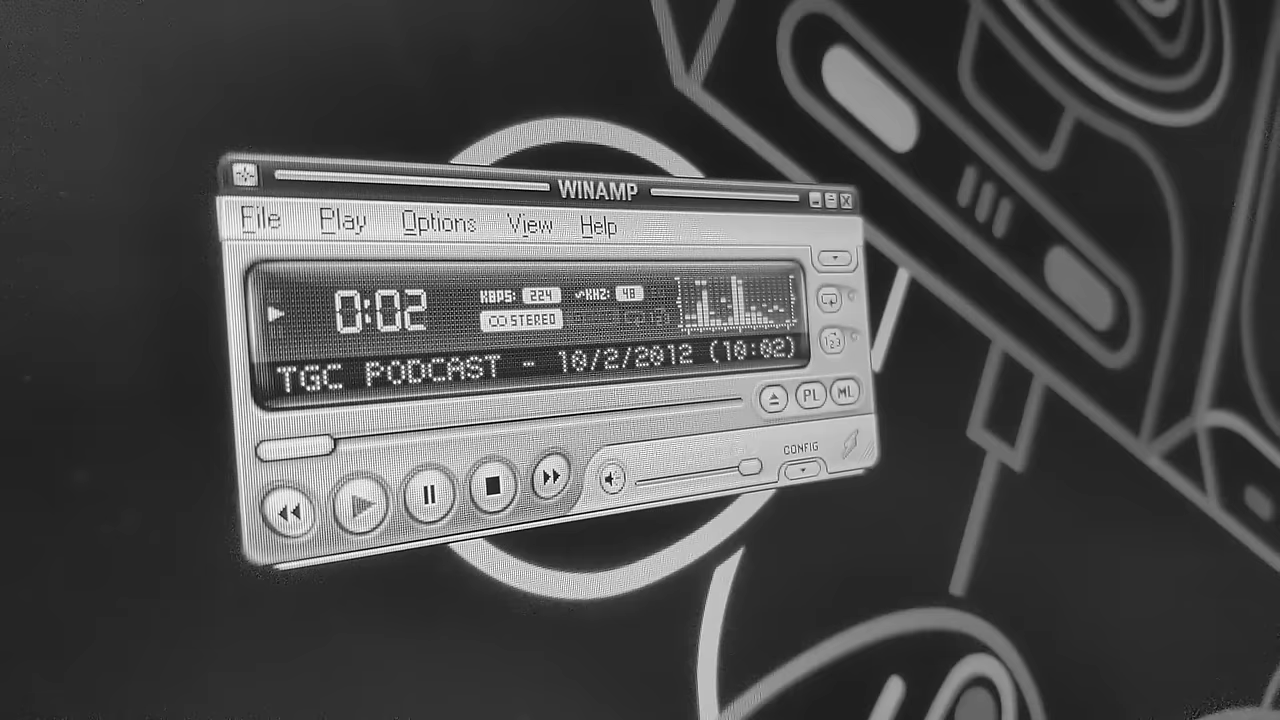 WINAMP
File Play Options View Help
0:02 KBPS: 224 KHZ: 48
STEREO
TGC PODCAST - 10/2/2012 (10:02)
PL ML
CONFIG